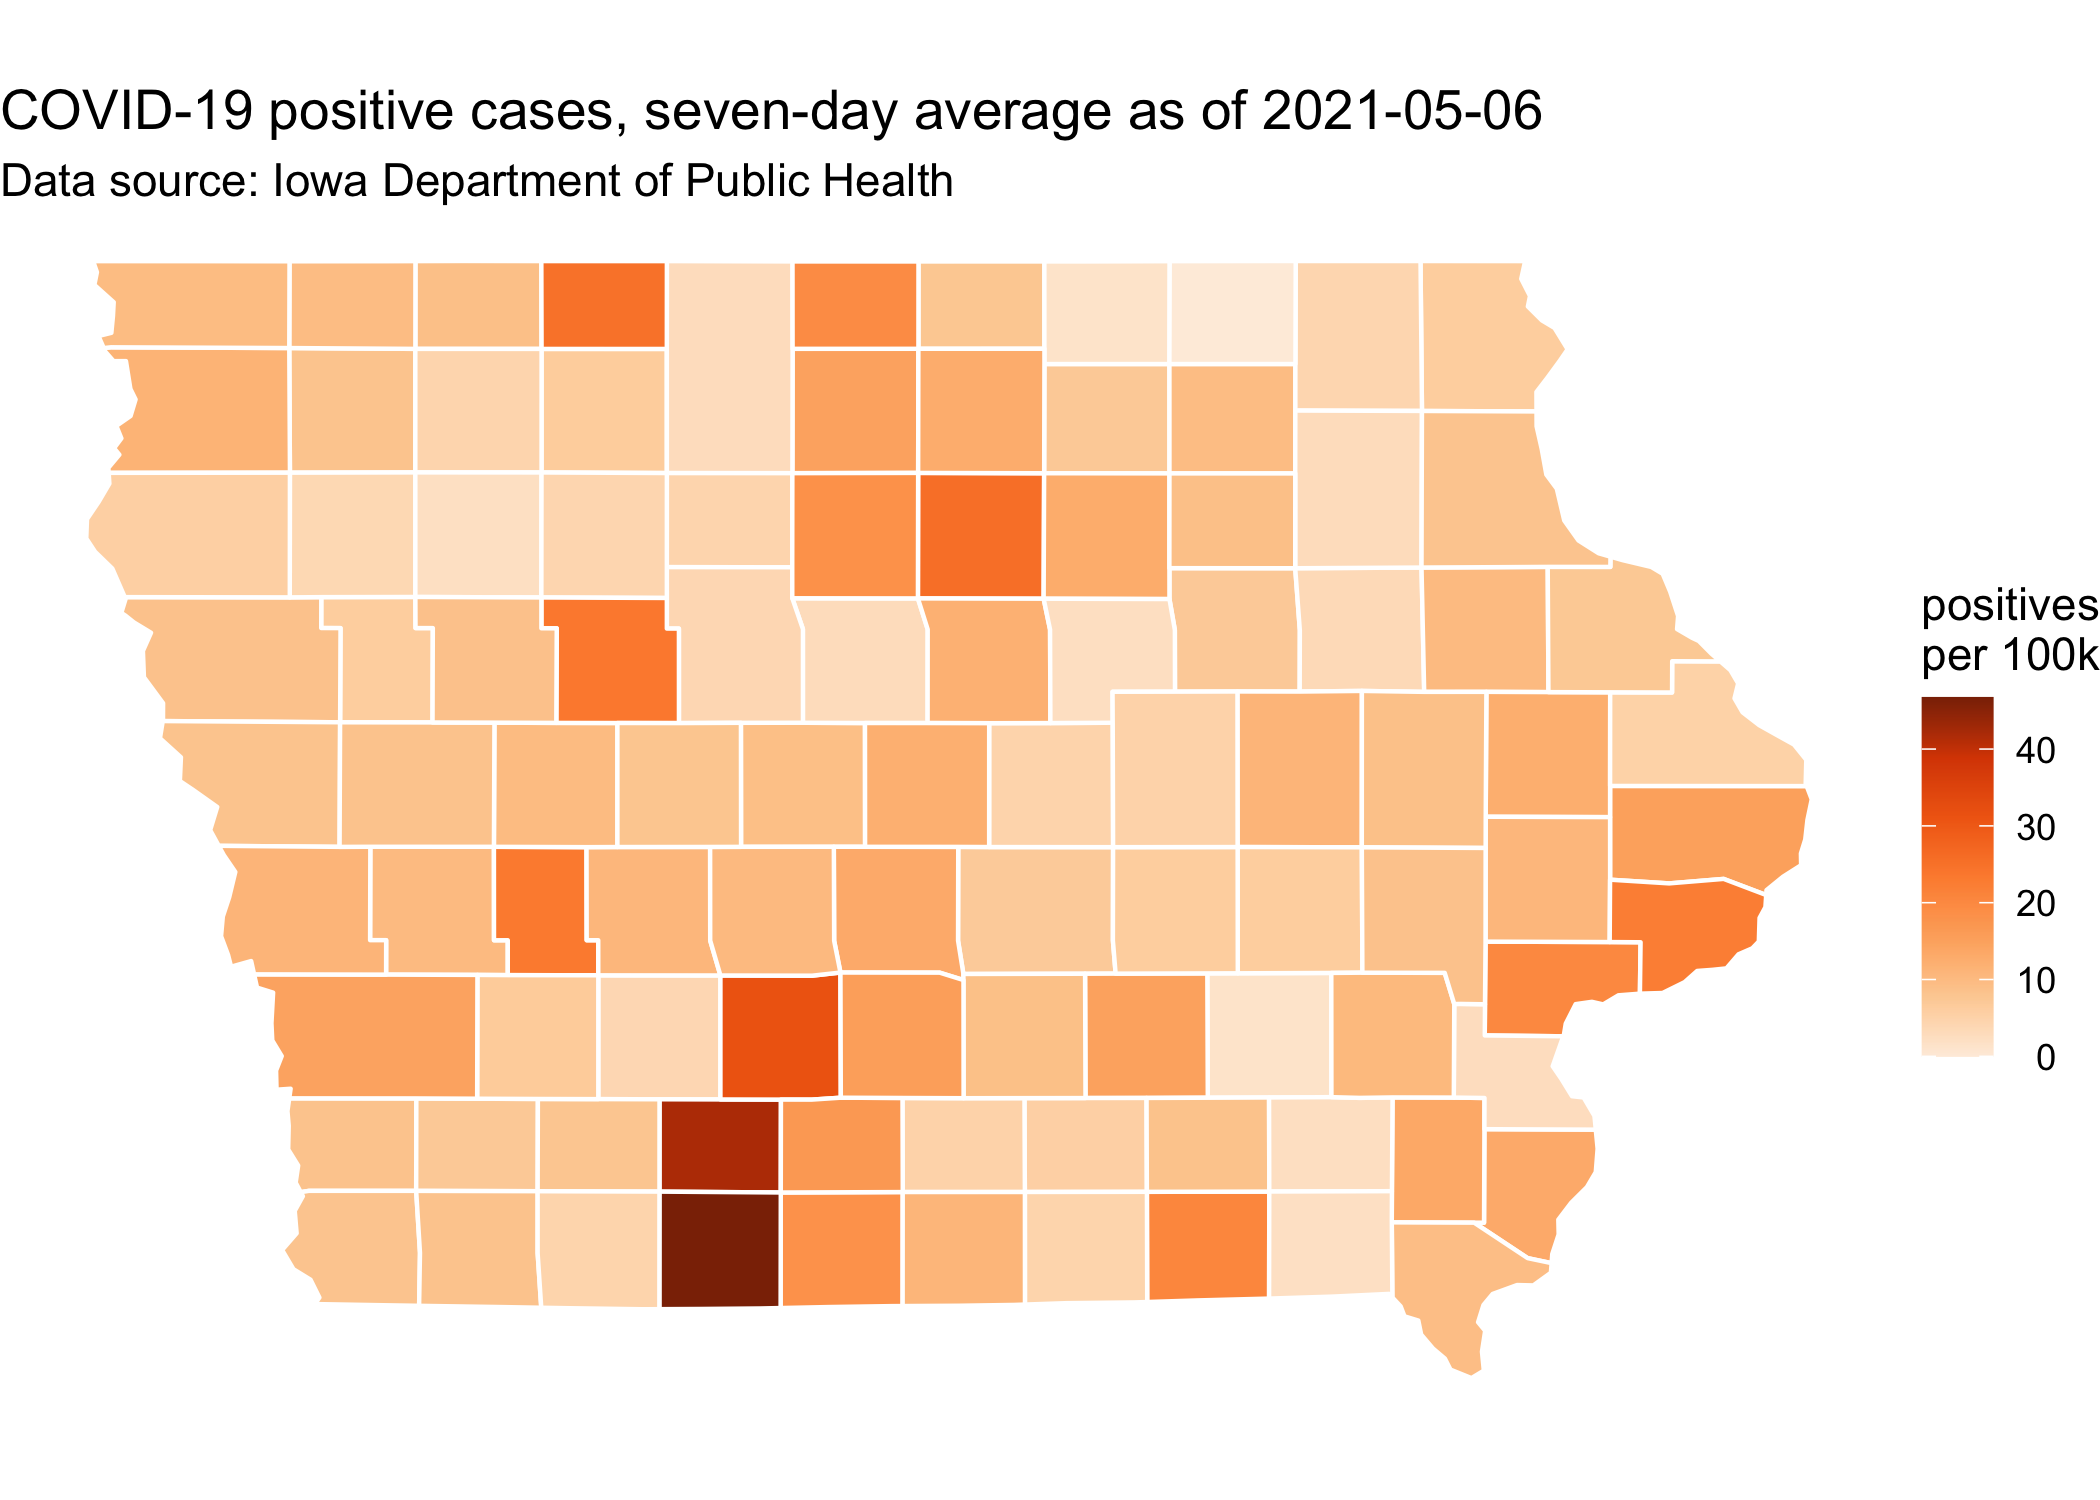 COVID-19 positive cases, seven-day average as of 2021-05-06
Data source: Iowa Department of Public Health
positives
per 100k
40
30
20
10
0